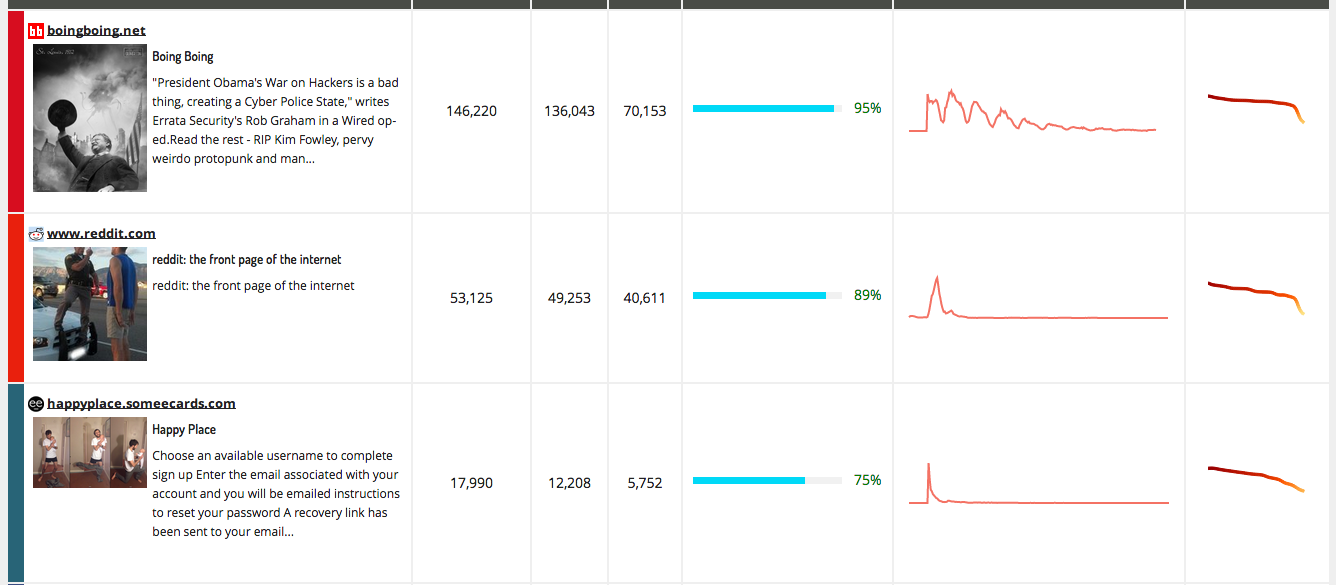 bb boingboing.net
St. Louis, 2012
Boing Boing
"President Obama's War on Hackers is a bad
thing, creating a Cyber Police State," writes
Errata Security's Rob Graham in a Wired op-
ed.Read the rest - RIP Kim Fowley, pervy
weirdo protopunk and man...
146,220 136,043 70,153 95%
www.reddit.com
reddit: the front page of the internet
reddit: the front page of the internet
53,125 49,253 40,611 89%
ee happyplace.someecards.com
Happy Place
Choose an available username to complete
sign up Enter the email associated with your
account and you will be emailed instructions
to reset your password A recovery link has
been sent to your email...
17,990 12,208 5,752 75%